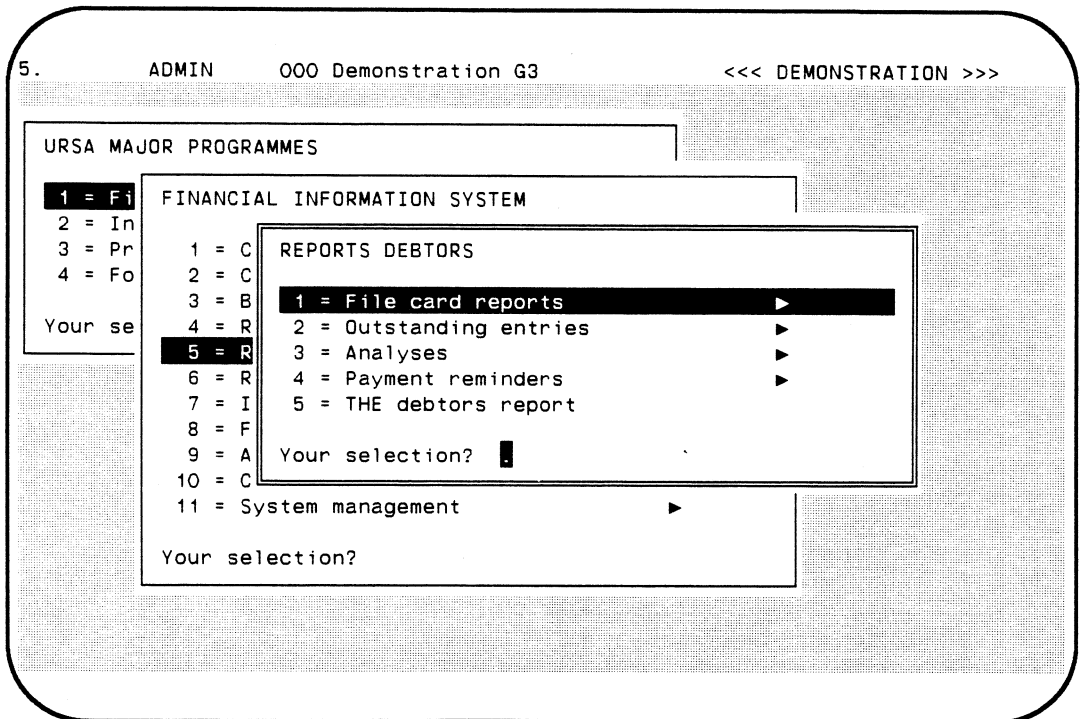 5. ADMIN 000 Demonstration G3 <<< DEMONSTRATION >>>
URSA MAJOR PROGRAMMES
1 = Fi
2 = In
3 = Pr
4 = Fo
Your se
FINANCIAL INFORMATION SYSTEM
1 = C
2 = C
3 = B
4 = R
5 = R
6 = R
7 = I
8 = F
9 = A
10 = C
11 = System management ►
Your selection?
REPORTS DEBTORS
1 = File card reports ►
2 = Outstanding entries ►
3 = Analyses ►
4 = Payment reminders ►
5 = THE debtors report
Your selection? .